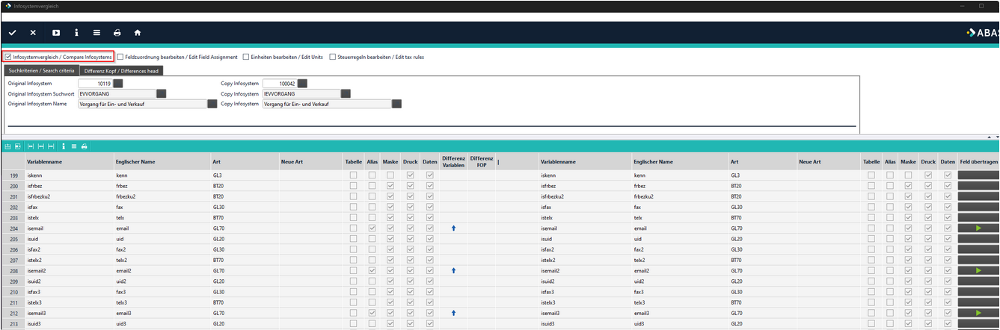 Infosystemvergleich
ABAS
Infosystemvergleich / Compare Infosystems Feldzuordnung bearbeiten / Edit Field Assignment Einheiten bearbeiten / Edit Units Steuerregeln bearbeiten / Edit tax rules
Suchkriterien / Search criteria Differenz Kopf / Differences head
Original Infosystem 10119 Copy Infosystem 100042
Original Infosystem Suchwort EVVORGANG Copy Infosystem IEVVORGANG
Original Infosystem Name Vorgang für Ein- und Verkauf Copy Infosystem Vorgang für Ein- und Verkauf
Variablenname Englischer Name Art Neue Art Tabelle Alias Maske Druck Daten Differenz Variablen Differenz FOP | Variablenname Englischer Name Art Neue Art Tabelle Alias Maske Druck Daten Feld übertragen
199 iskenn kenn GL3 iskenn kenn GL3
200 isfrbez frbez BT20 isfrbez frbez BT20
201 isfrbezku2 frbezku2 BT20 isfrbezku2 frbezku2 BT20
202 isfax fax GL30 isfax fax GL30
203 istelx telx BT70 istelx telx BT70
204 isemail email GL70 isemail email GL70
205 isuid uid GL20 isuid uid GL20
206 isfax2 fax2 GL30 isfax2 fax2 GL30
207 istelx2 telx2 BT70 istelx2 telx2 BT70
208 isemail2 email2 GL70 isemail2 email2 GL70
209 isuid2 uid2 GL20 isuid2 uid2 GL20
210 isfax3 fax3 GL30 isfax3 fax3 GL30
211 istelx3 telx3 BT70 istelx3 telx3 BT70
212 isemail3 email3 GL70 isemail3 email3 GL70
213 isuid3 uid3 GL20 isuid3 uid3 GL20